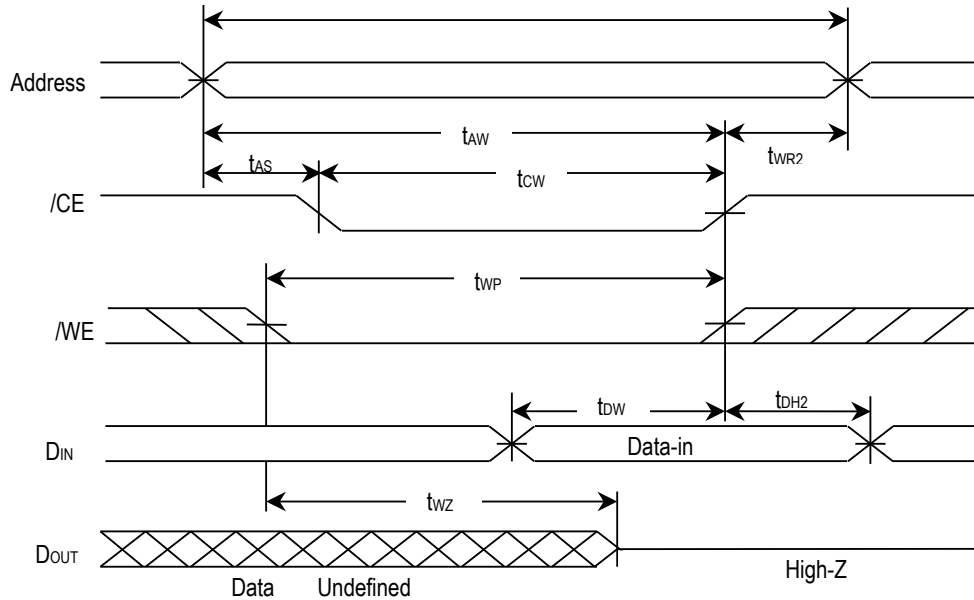 Address
tAW
tWR2
tAS
tCW
/CE
tWP
/WE
tDW
tDH2
DIN
Data-in
tWZ
DOUT
High-Z
Data Undefined